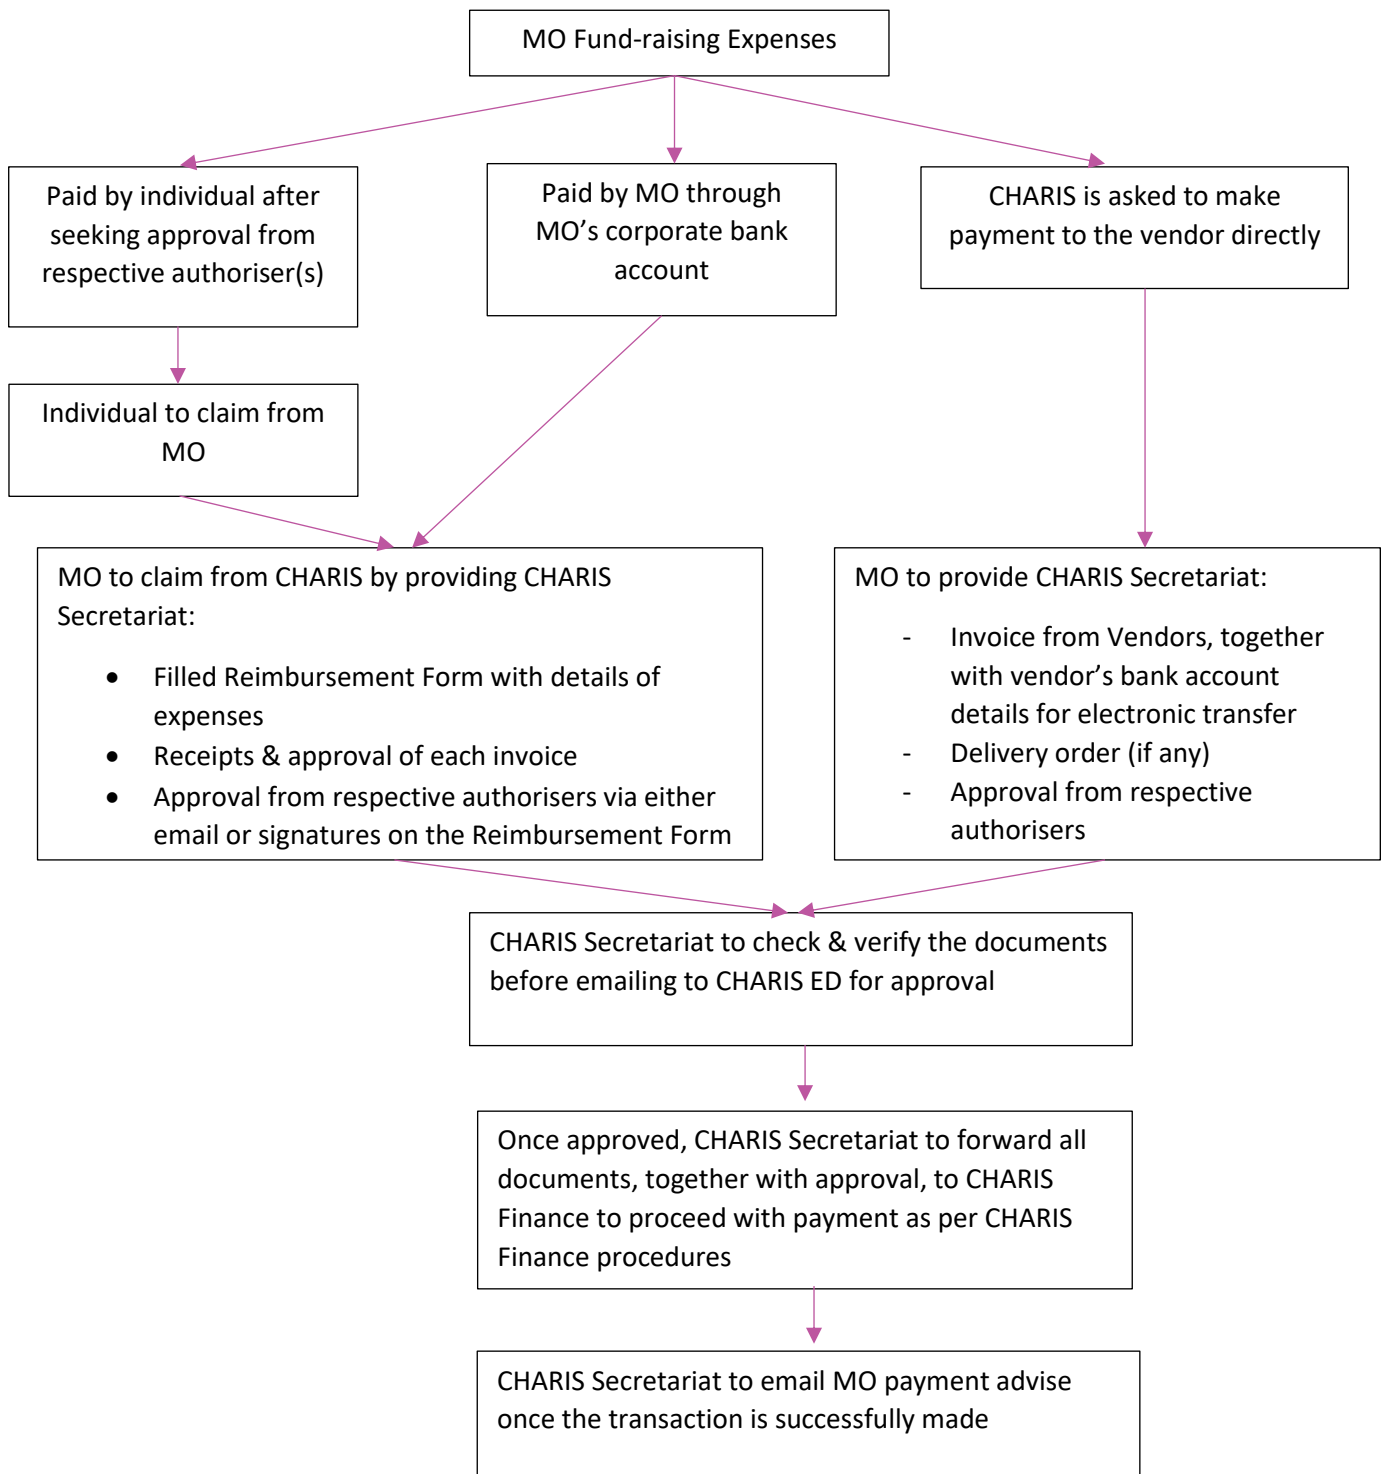 MO Fund-raising Expenses
Paid by individual after
seeking approval from
respective authoriser(s)
Paid by MO through
MO’s corporate bank
account
CHARIS is asked to make
payment to the vendor directly
Individual to claim from
MO
MO to claim from CHARIS by providing CHARIS
Secretariat:
• Filled Reimbursement Form with details of
expenses
• Receipts & approval of each invoice
• Approval from respective authorisers via either
email or signatures on the Reimbursement Form
MO to provide CHARIS Secretariat:
- Invoice from Vendors, together
with vendor’s bank account
details for electronic transfer
- Delivery order (if any)
- Approval from respective
authorisers
CHARIS Secretariat to check & verify the documents
before emailing to CHARIS ED for approval
Once approved, CHARIS Secretariat to forward all
documents, together with approval, to CHARIS
Finance to proceed with payment as per CHARIS
Finance procedures
CHARIS Secretariat to email MO payment advise
once the transaction is successfully made